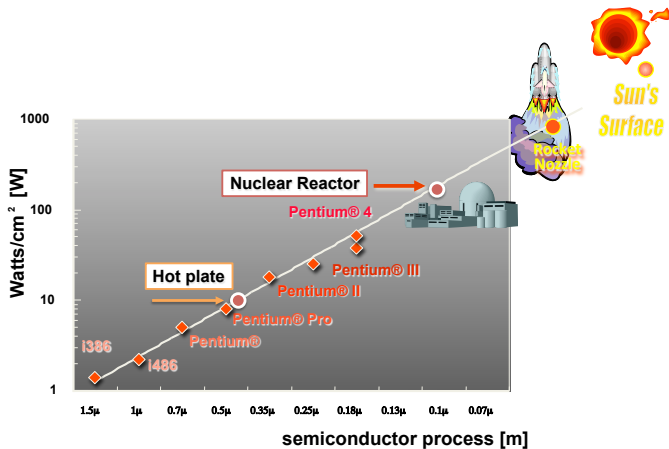 Sun's
Surface
Rocket
Nozzle
1000
Nuclear Reactor
100
Pentium® 4
Pentium® III
Hot plate
Pentium® II
10
Pentium® Pro
Pentium®
i386
i486
1
Watts/cm² [W]
1.5µ 1µ 0.7µ 0.5µ 0.35µ 0.25µ 0.18µ 0.13µ 0.1µ 0.07µ
semiconductor process [m]